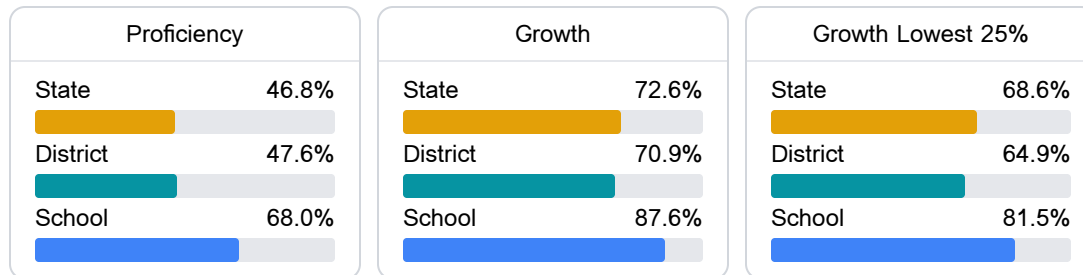 Proficiency
State 46.8%
District 47.6%
School 68.0%
Growth
State 72.6%
District 70.9%
School 87.6%
Growth Lowest 25%
State 68.6%
District 64.9%
School 81.5%